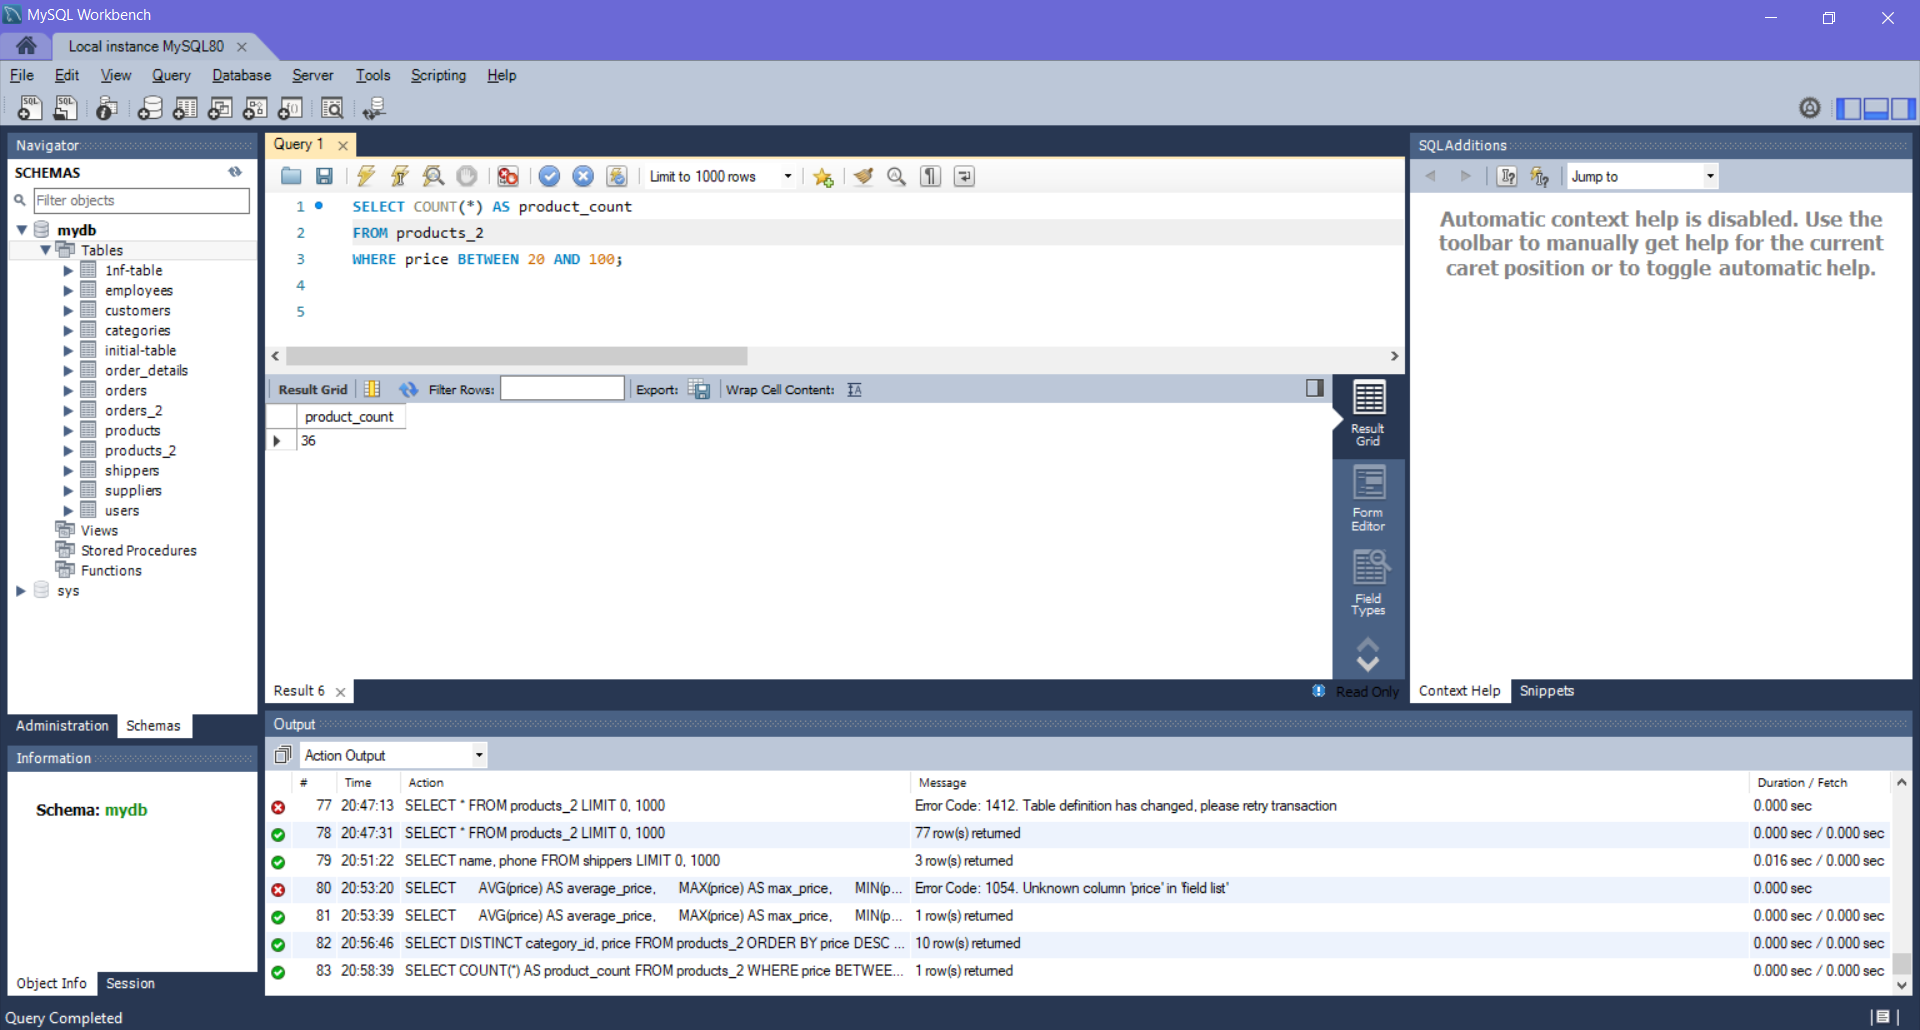 MySQL Workbench
Local instance MySQL80
File Edit View Query Database Server Tools Scripting Help
Navigator
SCHEMAS
Filter objects
mydb
Tables
1nf-table
employees
customers
categories
initial-table
order_details
orders
orders_2
products
products_2
shippers
suppliers
users
Views
Stored Procedures
Functions
sys
Administration Schemas
Information
Schema: mydb
Object Info Session
Query 1
Limit to 1000 rows
1 SELECT COUNT(*) AS product_count
2 FROM products_2
3 WHERE price BETWEEN 20 AND 100;
4
5
Result Grid Filter Rows: Export: Wrap Cell Content:
product_count
36
Result Grid
Form Editor
Field Types
Result 6
Read Only
SQLAdditions
Jump to
Automatic context help is disabled. Use the
toolbar to manually get help for the current
caret position or to toggle automatic help.
Context Help Snippets
Output
Action Output
# Time Action Message Duration / Fetch
77 20:47:13 SELECT * FROM products_2 LIMIT 0, 1000 Error Code: 1412. Table definition has changed, please retry transaction 0.000 sec
78 20:47:31 SELECT * FROM products_2 LIMIT 0, 1000 77 row(s) returned 0.000 sec / 0.000 sec
79 20:51:22 SELECT name, phone FROM shippers LIMIT 0, 1000 3 row(s) returned 0.016 sec / 0.000 sec
80 20:53:20 SELECT AVG(price) AS average_price, MAX(price) AS max_price, MIN(p... Error Code: 1054. Unknown column 'price' in 'field list' 0.000 sec
81 20:53:39 SELECT AVG(price) AS average_price, MAX(price) AS max_price, MIN(p... 1 row(s) returned 0.000 sec / 0.000 sec
82 20:56:46 SELECT DISTINCT category_id, price FROM products_2 ORDER BY price DESC ... 10 row(s) returned 0.000 sec / 0.000 sec
83 20:58:39 SELECT COUNT(*) AS product_count FROM products_2 WHERE price BETWEE... 1 row(s) returned 0.000 sec / 0.000 sec
Query Completed